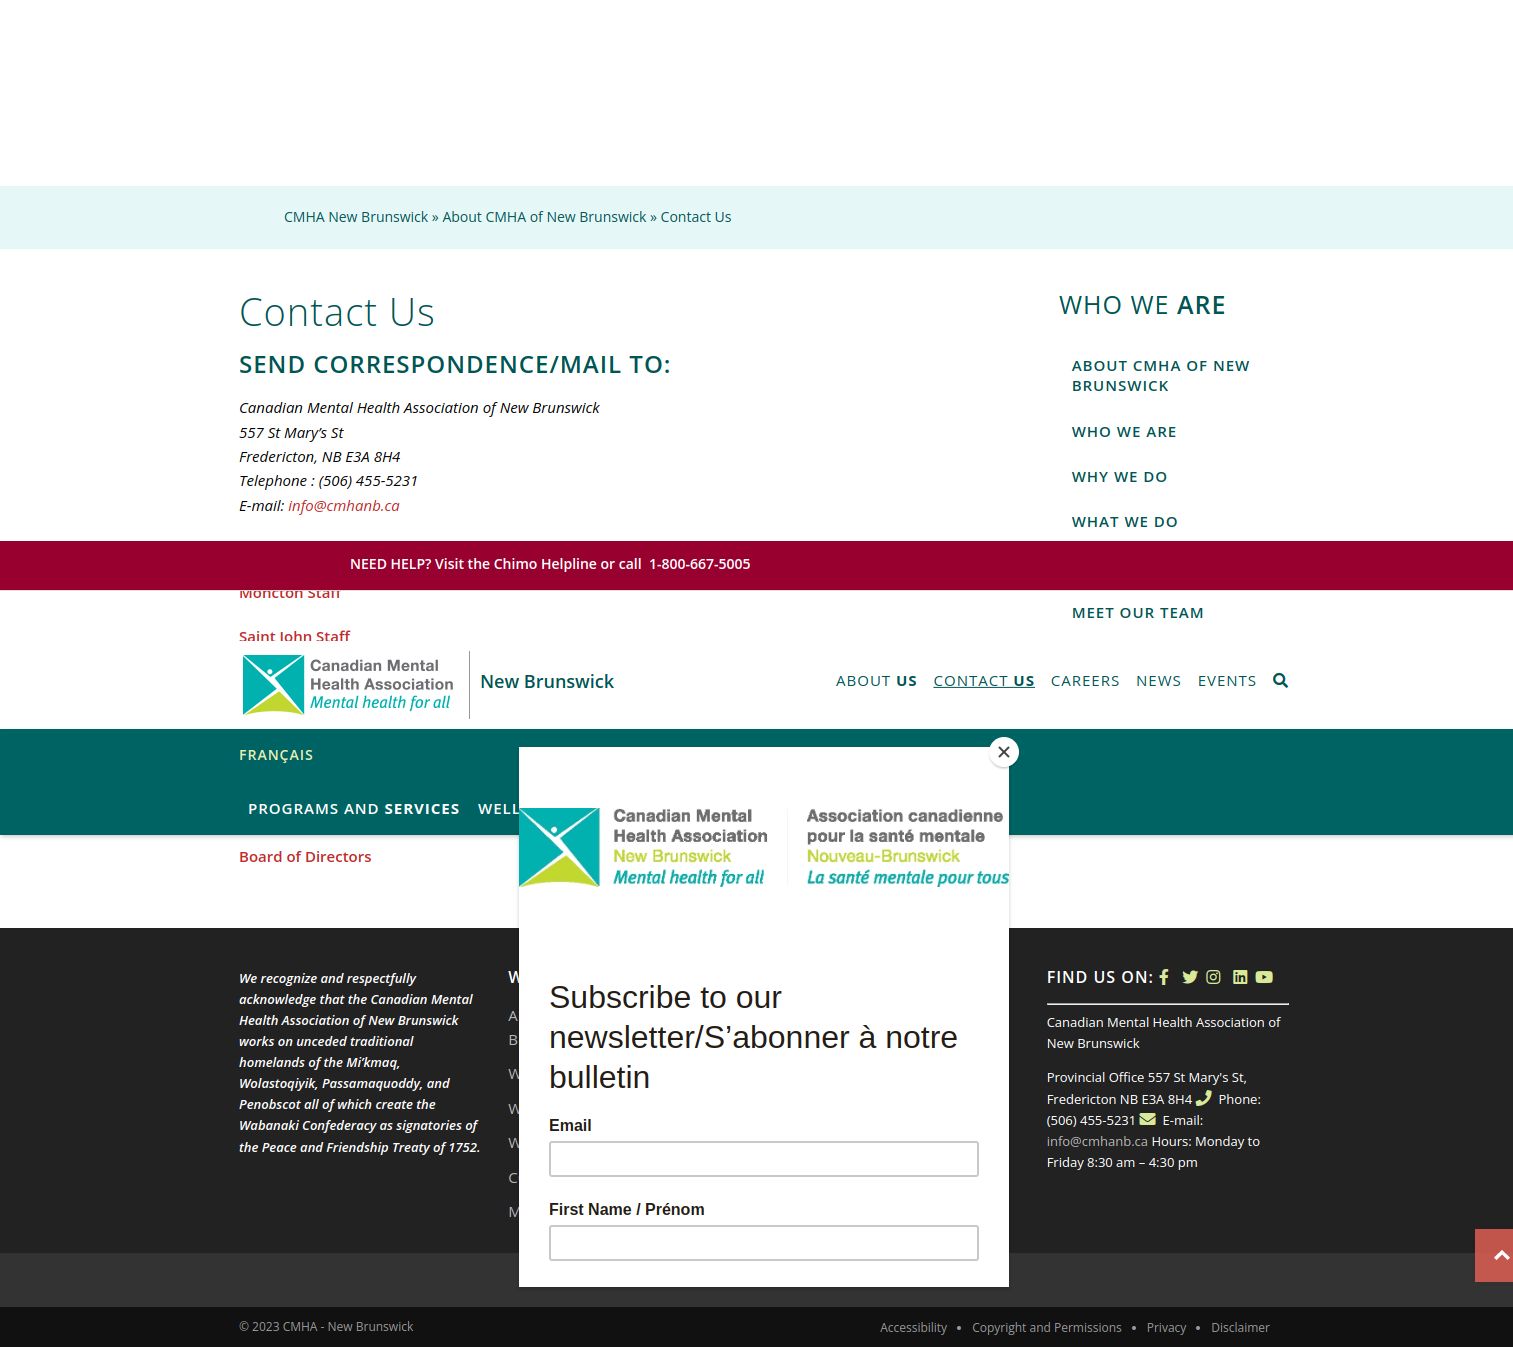 CMHA New Brunswick » About CMHA of New Brunswick » Contact Us
Contact Us
SEND CORRESPONDENCE/MAIL TO:
Canadian Mental Health Association of New Brunswick
557 St Mary’s St
Fredericton, NB E3A 8H4
Telephone : (506) 455-5231
E-mail: info@cmhanb.ca
WHO WE ARE
ABOUT CMHA OF NEW
BRUNSWICK
WHO WE ARE
WHY WE DO
WHAT WE DO
NEED HELP? Visit the Chimo Helpline or call 1-800-667-5005
Moncton Staff
MEET OUR TEAM
Saint John Staff
Canadian Mental
Health Association
Mental health for all
New Brunswick
ABOUT US CONTACT US CAREERS NEWS EVENTS
FRANÇAIS
PROGRAMS AND SERVICES WELL
Board of Directors
Canadian Mental
Health Association
New Brunswick
Mental health for all
Association canadienne
pour la santé mentale
Nouveau-Brunswick
La santé mentale pour tous
Subscribe to our
newsletter/S’abonner à notre
bulletin
Email
First Name / Prénom
We recognize and respectfully
acknowledge that the Canadian Mental
Health Association of New Brunswick
works on unceded traditional
homelands of the Mi’kmaq,
Wolastoqiyik, Passamaquoddy, and
Penobscot all of which create the
Wabanaki Confederacy as signatories of
the Peace and Friendship Treaty of 1752.
W
A
B
W
W
W
C
M
FIND US ON:
Canadian Mental Health Association of
New Brunswick
Provincial Office 557 St Mary's St,
Fredericton NB E3A 8H4 Phone:
(506) 455-5231 E-mail:
info@cmhanb.ca Hours: Monday to
Friday 8:30 am – 4:30 pm
© 2023 CMHA - New Brunswick
Accessibility • Copyright and Permissions • Privacy • Disclaimer